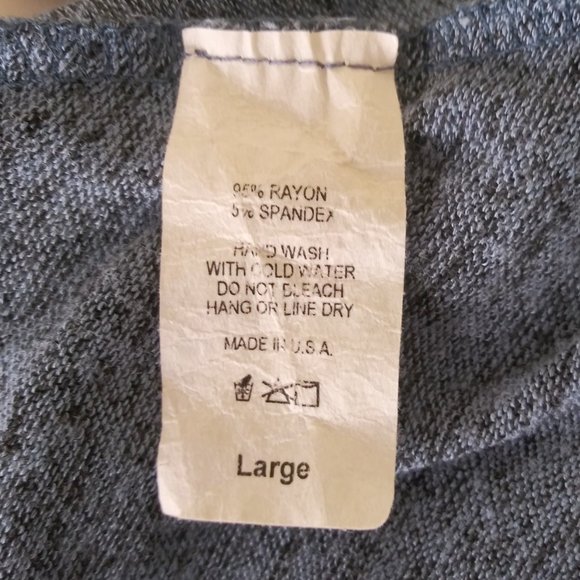 95% RAYON
5% SPANDEX
HAND WASH
WITH COLD WATER
DO NOT BLEACH
HANG OR LINE DRY
MADE IN U.S.A.
Large